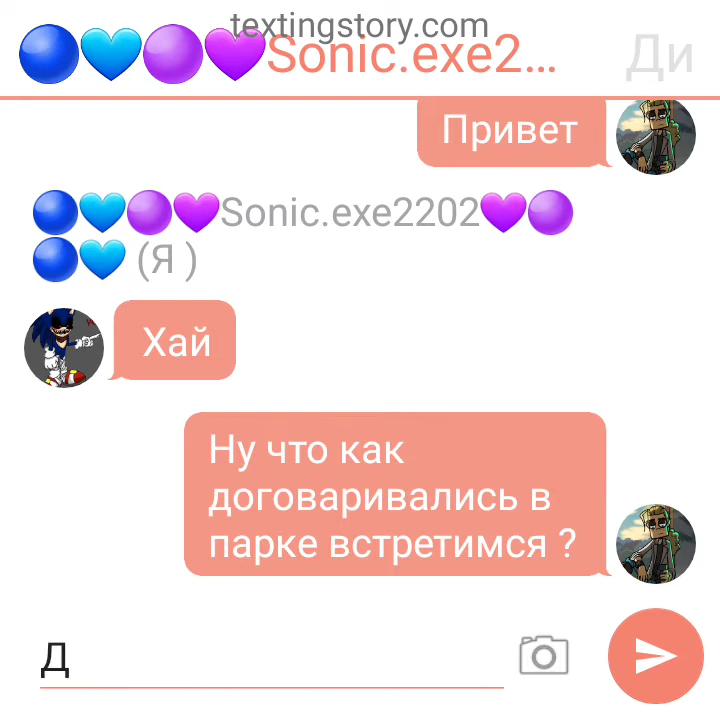 textingstory.com
🔵💙🟣💜Sonic.exe2... Ди
Привет
🔵💙🟣💜Sonic.exe2202💜🟣
🔵💙 (Я )
Хай
Ну что как
договаривались в
парке встретимся ?
Д